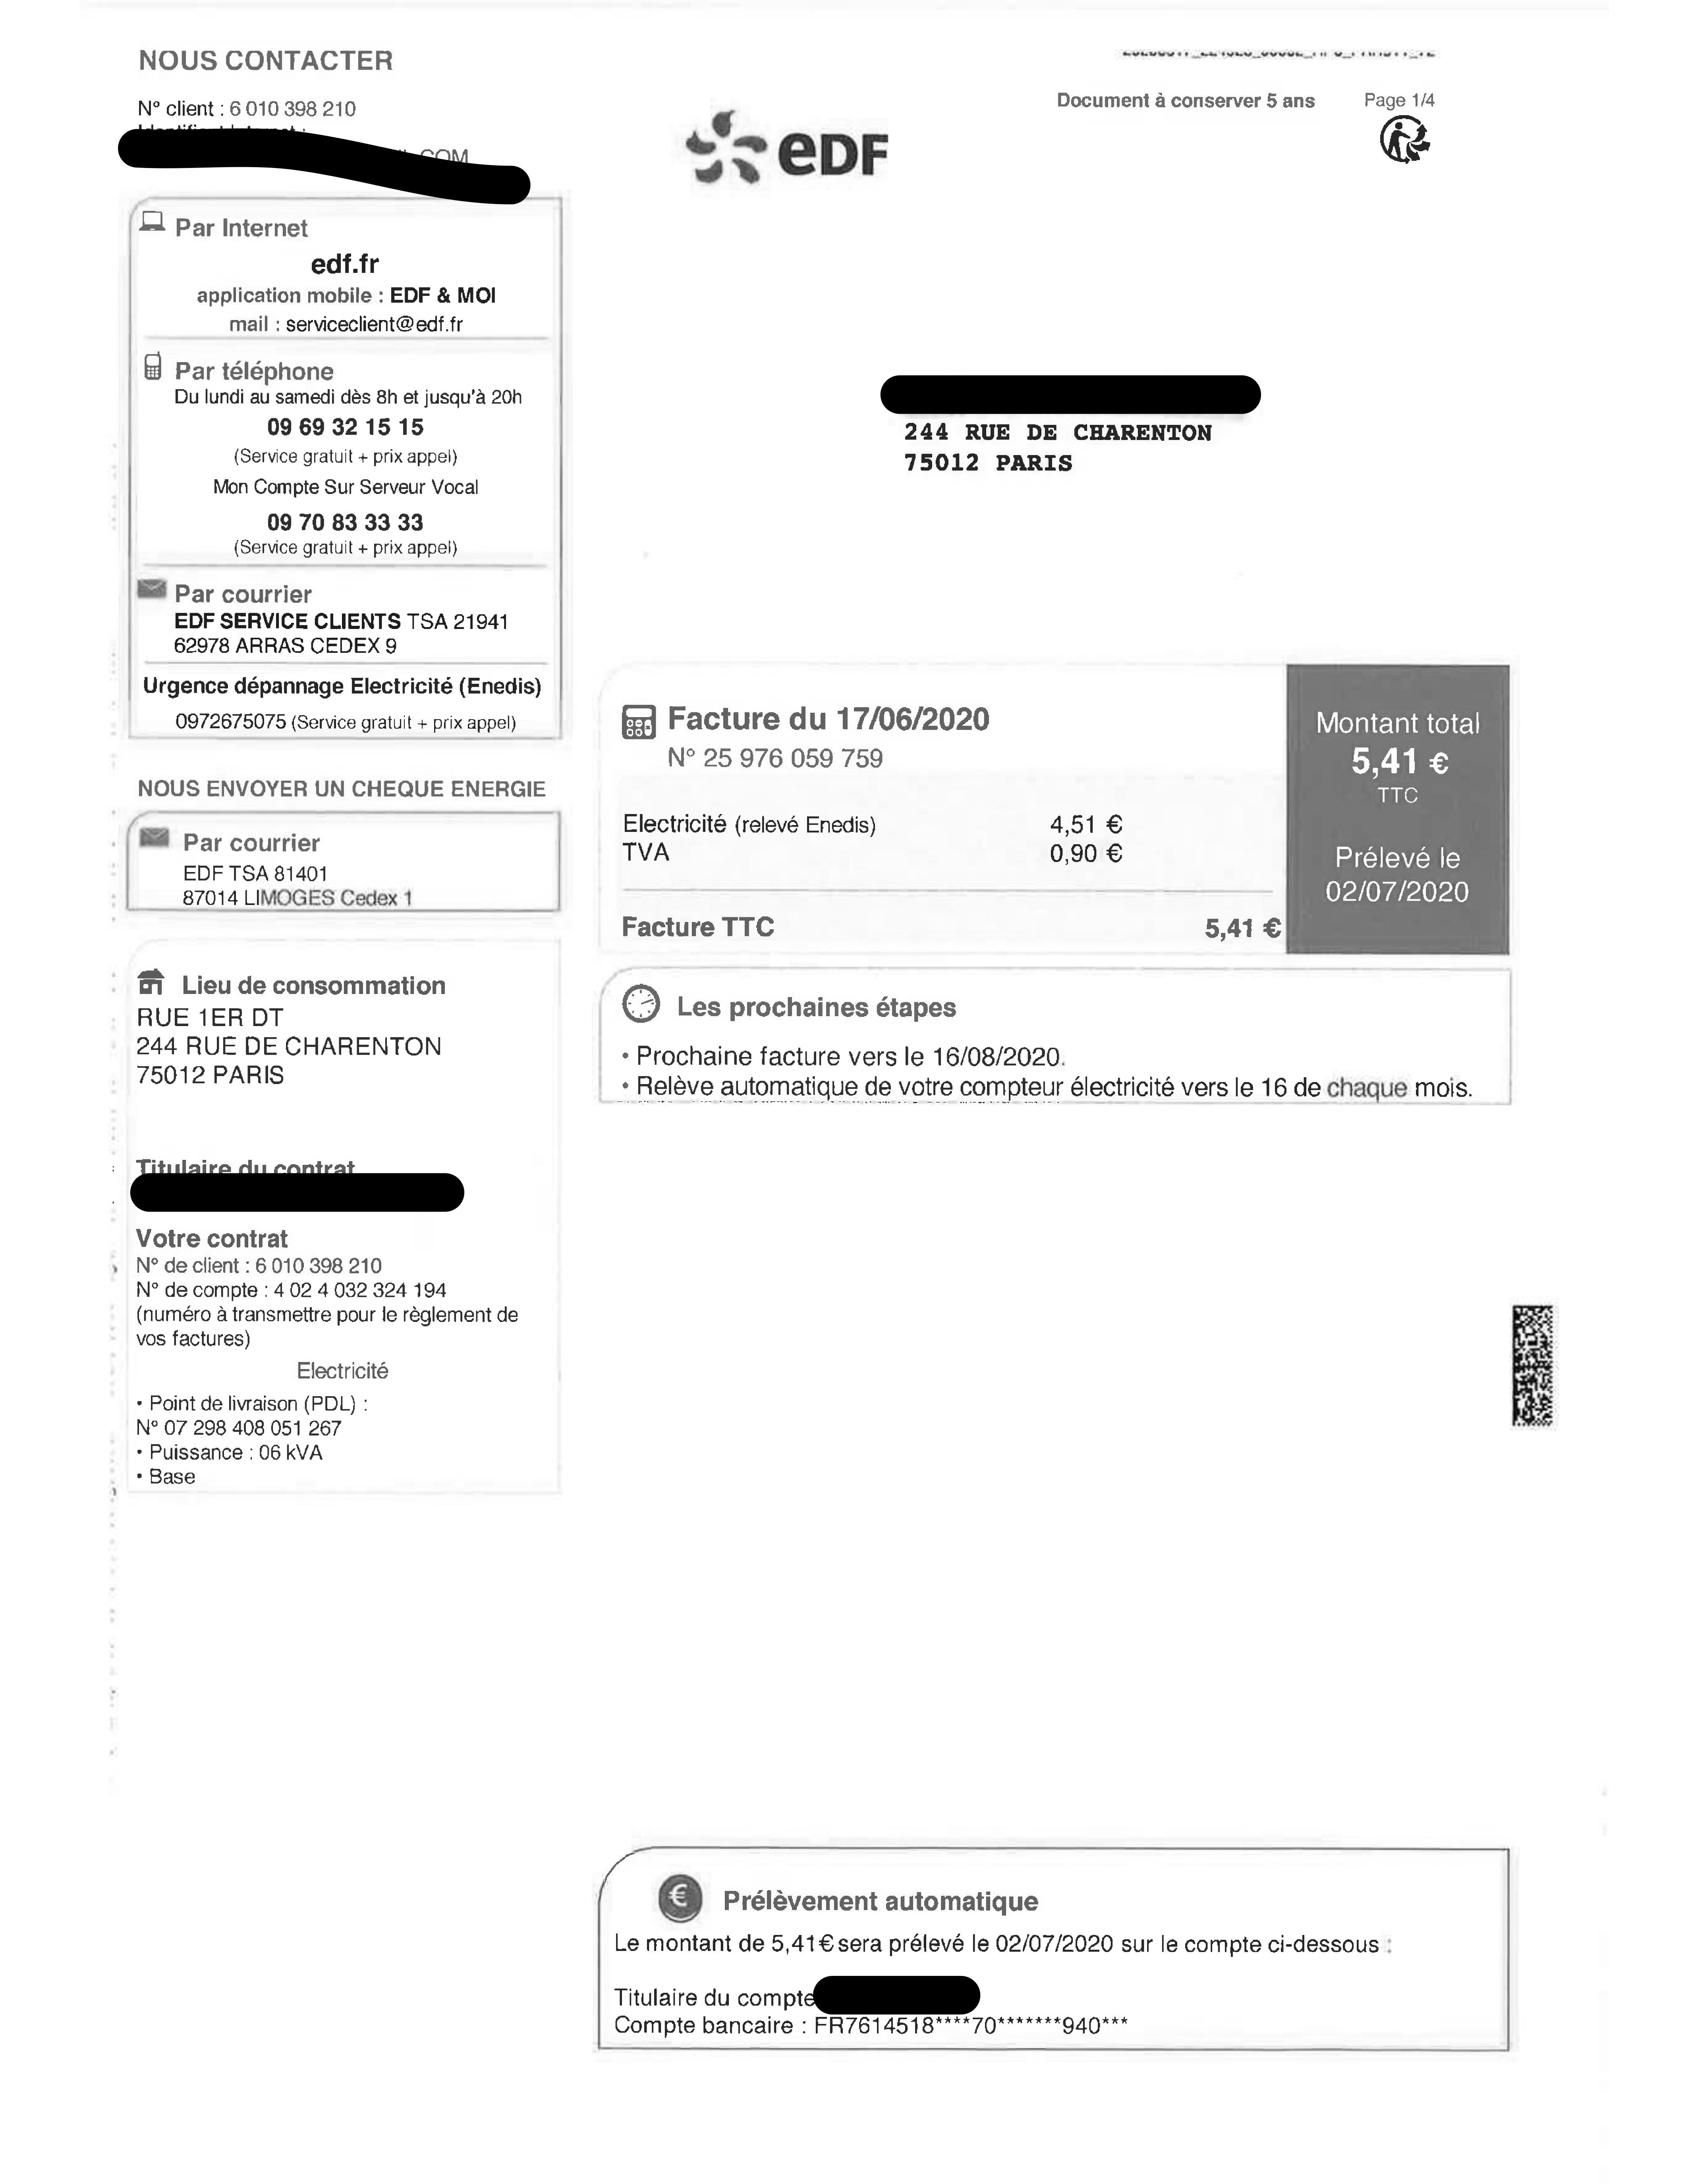 NOUS CONTACTER
N° client : 6 010 398 210
COM
Par Internet
edf.fr
application mobile : EDF & MOI
mail : serviceclient@edf.fr
Par téléphone
Du lundi au samedi dès 8h et jusqu'à 20h
09 69 32 15 15
(Service gratuit + prix appel)
Mon Compte Sur Serveur Vocal
09 70 83 33 33
(Service gratuit + prix appel)
Par courrier
EDF SERVICE CLIENTS TSA 21941
62978 ARRAS CEDEX 9
Urgence dépannage Electricité (Enedis)
0972675075 (Service gratuit + prix appel)
NOUS ENVOYER UN CHEQUE ENERGIE
Par courrier
EDF TSA 81401
87014 LIMOGES Cedex 1
Lieu de consommation
RUE 1ER DT
244 RUE DE CHARENTON
75012 PARIS
Titulaire du contrat
Votre contrat
N° de client : 6 010 398 210
N° de compte : 4 02 4 032 324 194
(numéro à transmettre pour le règlement de
vos factures)
Electricité
• Point de livraison (PDL) :
N° 07 298 408 051 267
• Puissance : 06 kVA
• Base
eDF
Document à conserver 5 ans
Page 1/4
244 RUE DE CHARENTON
75012 PARIS
Facture du 17/06/2020
N° 25 976 059 759
Electricité (relevé Enedis) 4,51 €
TVA 0,90 €
Facture TTC 5,41 €
Montant total
5,41 €
TTC
Prélevé le
02/07/2020
Les prochaines étapes
• Prochaine facture vers le 16/08/2020.
• Relève automatique de votre compteur électricité vers le 16 de chaque mois.
€
Prélèvement automatique
Le montant de 5,41€ sera prélevé le 02/07/2020 sur le compte ci-dessous :
Titulaire du compte
Compte bancaire : FR7614518****70*******940***